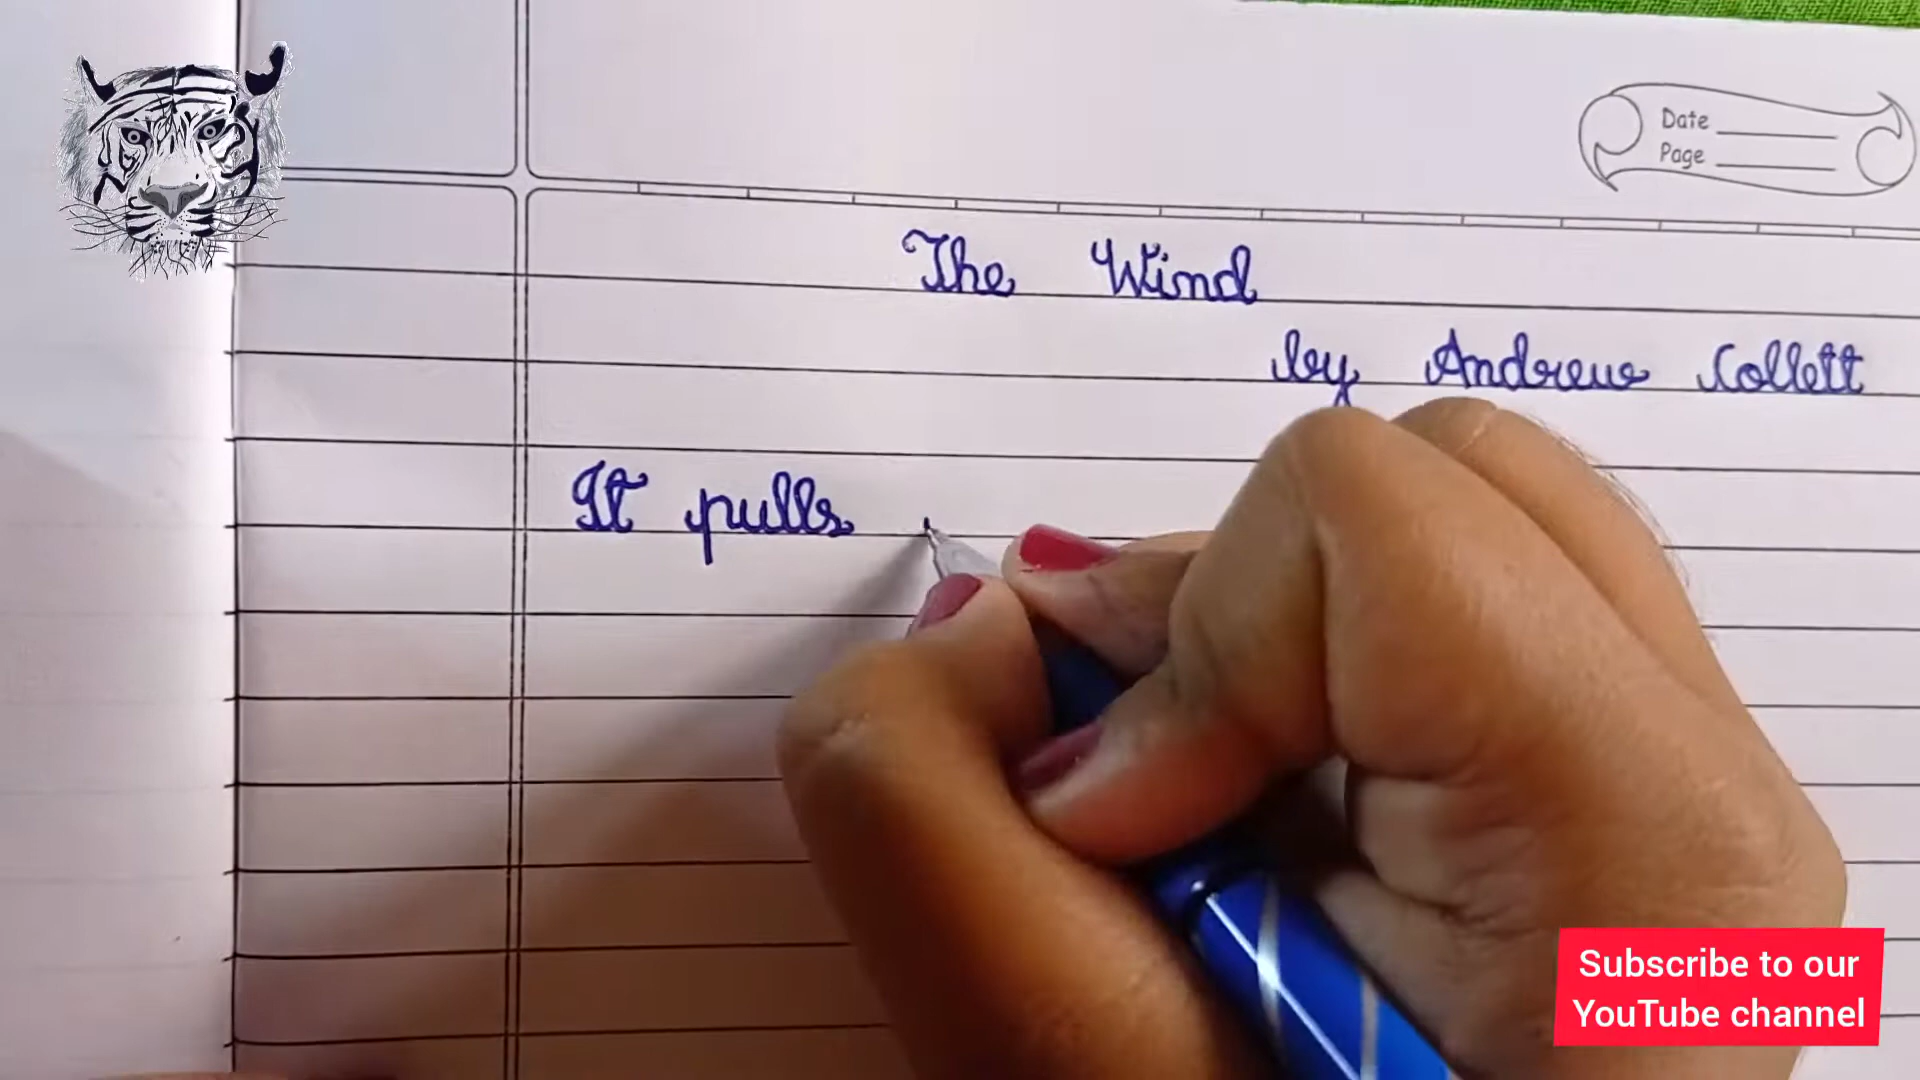 Date
Page
The Wind
by Andrew Collett
It pulls
Subscribe to our
YouTube channel